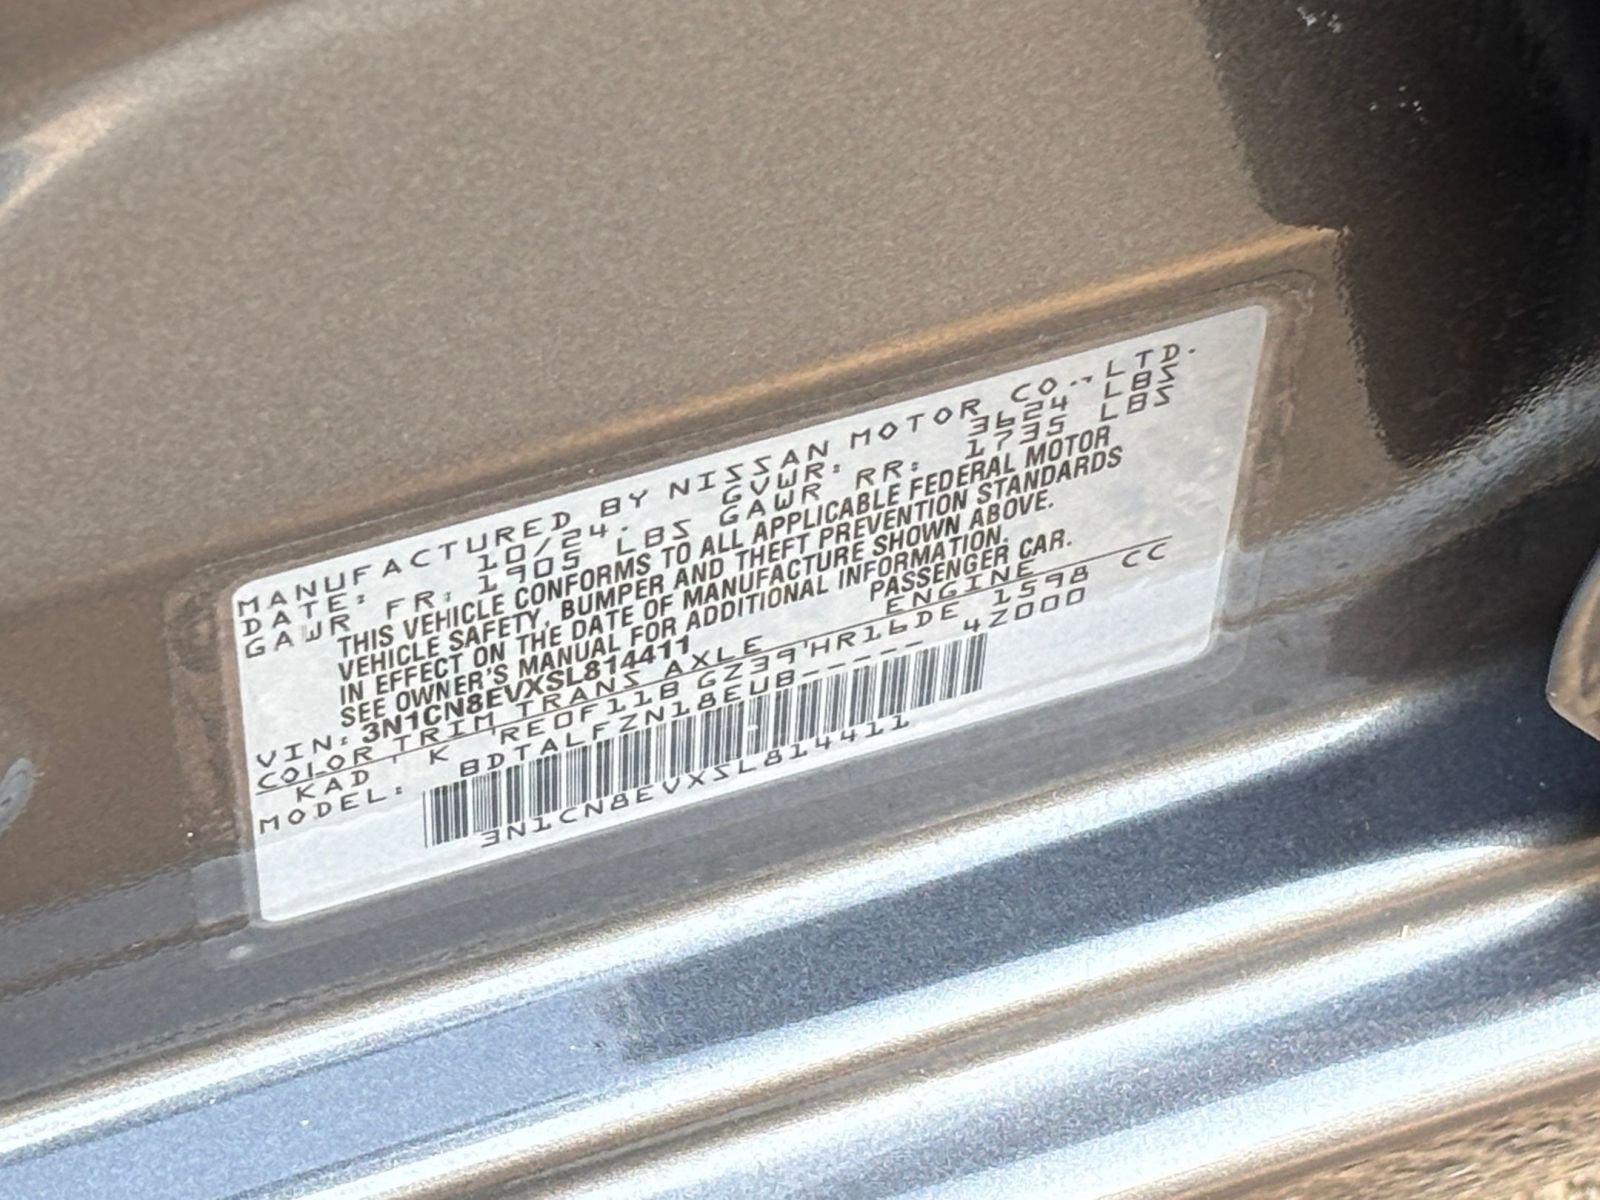 MANUFACTURED BY NISSAN MOTOR CO.,LTD.
DATE: 10/24. GVWR: 3624 LBS
GAWR FR: 1905 LBS GAWR RR: 1735 LBS
THIS VEHICLE CONFORMS TO ALL APPLICABLE FEDERAL MOTOR
VEHICLE SAFETY, BUMPER AND THEFT PREVENTION STANDARDS
IN EFFECT ON THE DATE OF MANUFACTURE SHOWN ABOVE.
SEE OWNER'S MANUAL FOR ADDITIONAL INFORMATION.
VIN: 3N1CN8EVXSL814411 PASSENGER CAR.
COLOR TRIM TRANS AXLE ENGINE
KAD K RE0F11B GZ39 HR16DE 1598 CC
MODEL: BDTALFZN18EUB----- 4Z000
3N1CN8EVXSL814411